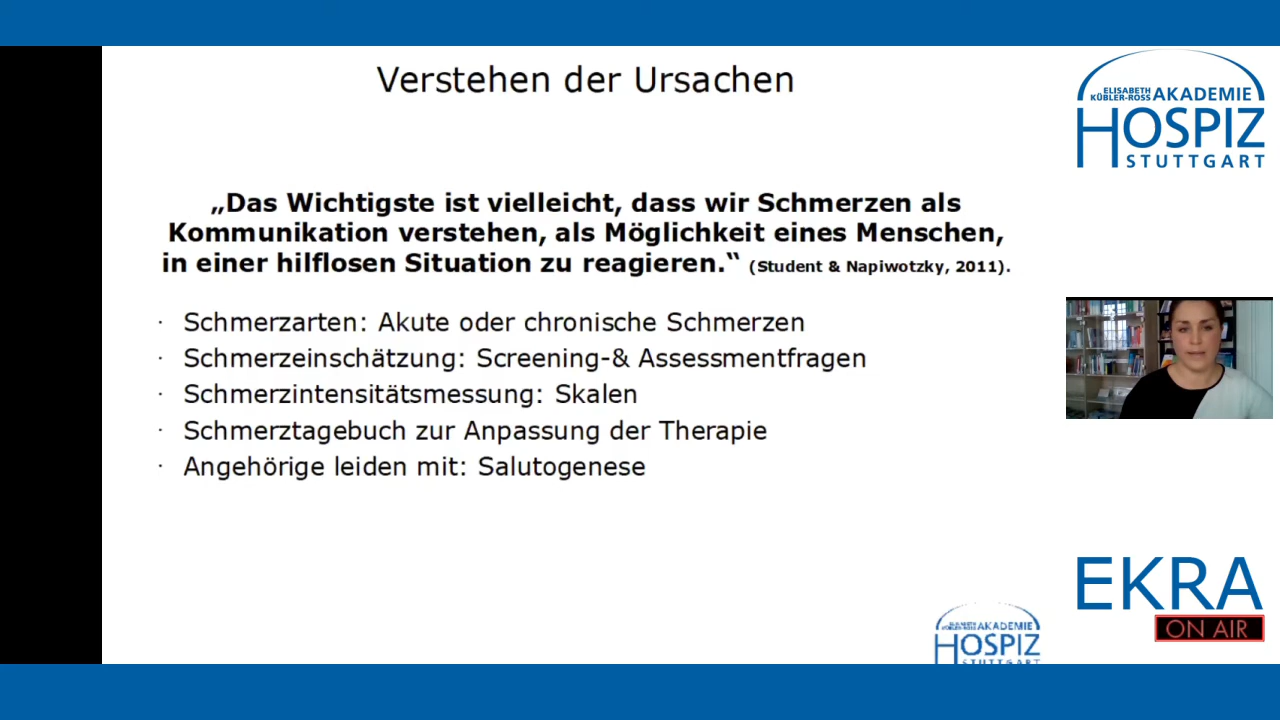 Verstehen der Ursachen
„Das Wichtigste ist vielleicht, dass wir Schmerzen als
Kommunikation verstehen, als Möglichkeit eines Menschen,
in einer hilflosen Situation zu reagieren.“ (Student & Napiwotzky, 2011).
· Schmerzarten: Akute oder chronische Schmerzen
· Schmerzeinschätzung: Screening-& Assessmentfragen
· Schmerzintensitätsmessung: Skalen
· Schmerztagebuch zur Anpassung der Therapie
· Angehörige leiden mit: Salutogenese
ELISABETH
KÜBLER-ROSS AKADEMIE
HOSPIZ
STUTTGART
EKRA
ON AIR
ELISABETH
KÜBLER-ROSS AKADEMIE
HOSPIZ
STUTTGART